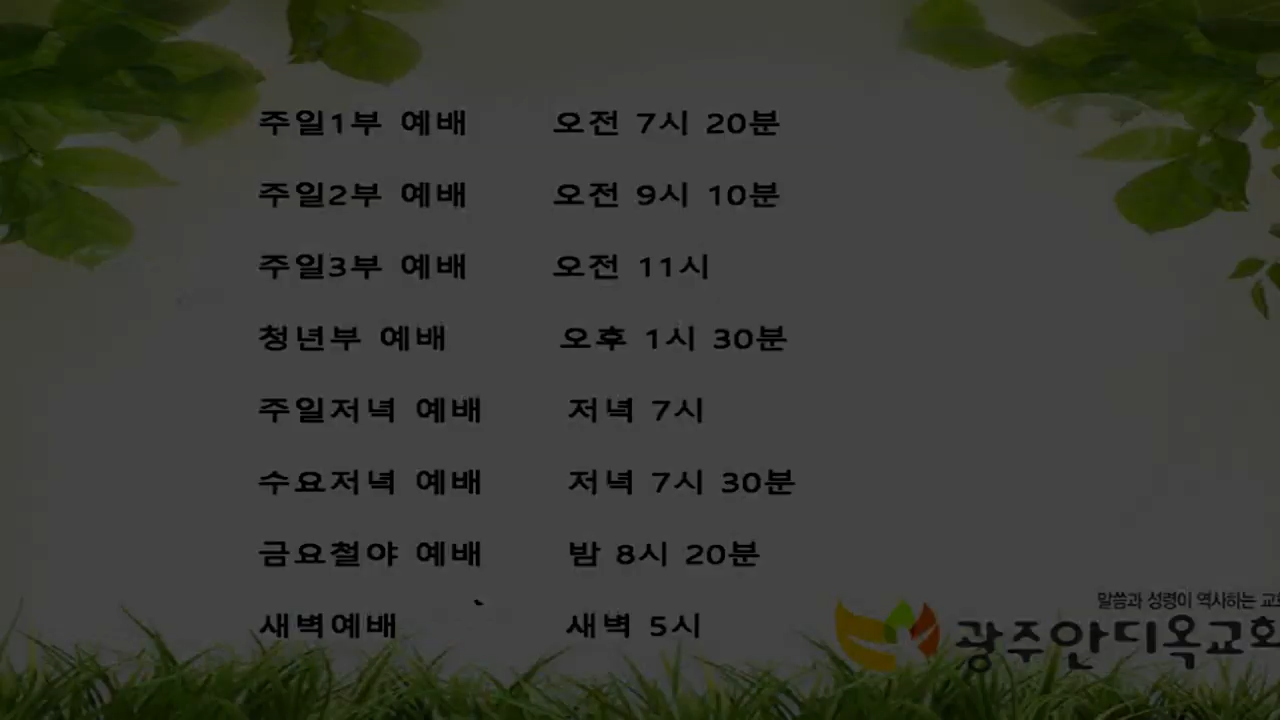 주일1부 예배 오전 7시 20분
주일2부 예배 오전 9시 10분
주일3부 예배 오전 11시
청년부 예배 오후 1시 30분
주일저녁 예배 저녁 7시
수요저녁 예배 저녁 7시 30분
금요철야 예배 밤 8시 20분
새벽예배 새벽 5시
말씀과 성령이 역사하는 교회
광주안디옥교회